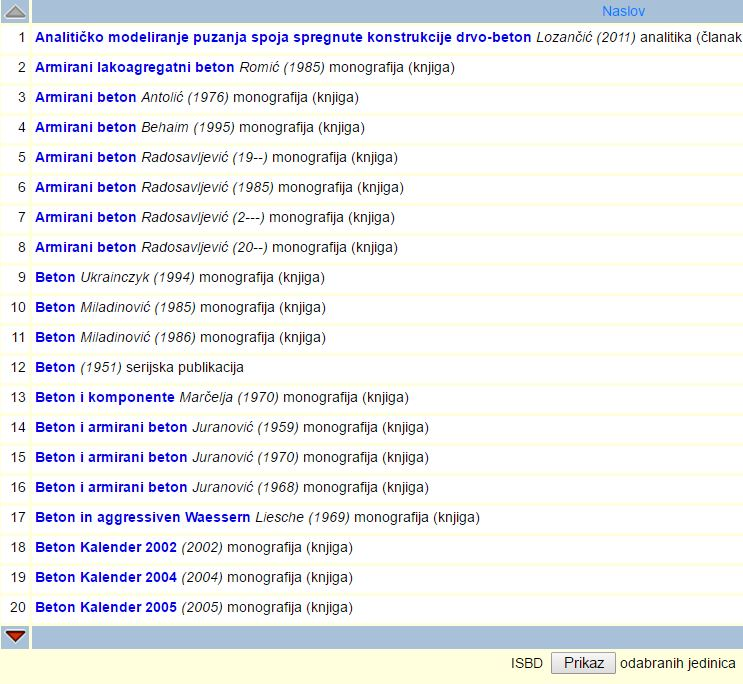 Naslov
1 Analitičko modeliranje puzanja spoja spregnute konstrukcije drvo-beton Lozančić (2011) analitika (članak
2 Armirani lakoagregatni beton Romić (1985) monografija (knjiga)
3 Armirani beton Antolić (1976) monografija (knjiga)
4 Armirani beton Behaim (1995) monografija (knjiga)
5 Armirani beton Radosavljević (19--) monografija (knjiga)
6 Armirani beton Radosavljević (1985) monografija (knjiga)
7 Armirani beton Radosavljević (2---) monografija (knjiga)
8 Armirani beton Radosavljević (20--) monografija (knjiga)
9 Beton Ukrainczyk (1994) monografija (knjiga)
10 Beton Miladinović (1985) monografija (knjiga)
11 Beton Miladinović (1986) monografija (knjiga)
12 Beton (1951) serijska publikacija
13 Beton i komponente Marčelja (1970) monografija (knjiga)
14 Beton i armirani beton Juranović (1959) monografija (knjiga)
15 Beton i armirani beton Juranović (1970) monografija (knjiga)
16 Beton i armirani beton Juranović (1968) monografija (knjiga)
17 Beton in aggressiven Waessern Liesche (1969) monografija (knjiga)
18 Beton Kalender 2002 (2002) monografija (knjiga)
19 Beton Kalender 2004 (2004) monografija (knjiga)
20 Beton Kalender 2005 (2005) monografija (knjiga)
ISBD Prikaz odabranih jedinica